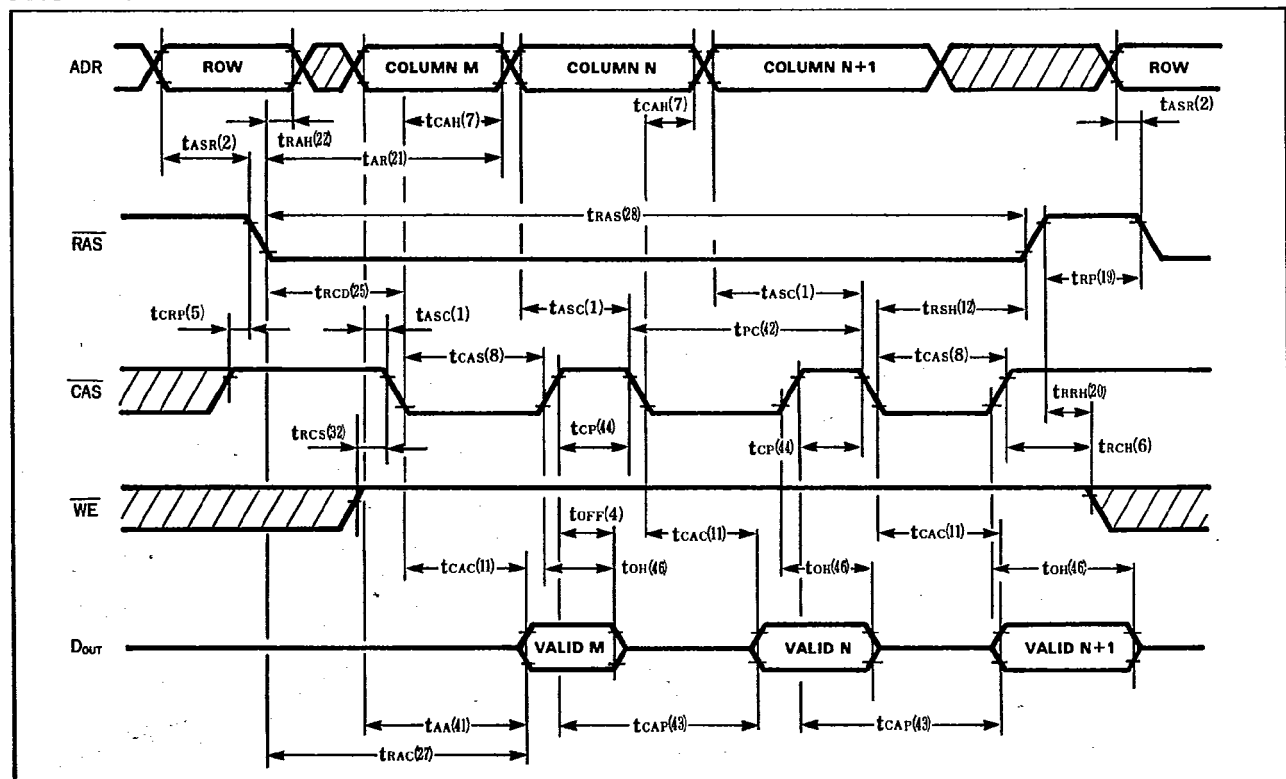 ADR
ROW
COLUMN M
COLUMN N
COLUMN N+1
ROW
tCAH(7)
tCAH(7)
tASR(2)
tRAH(22)
tASR(2)
tAR(21)
tRAS(28)
RAS
tRCD(25)
tASC(1)
tASC(1)
tRSH(12)
tRP(19)
tCRP(5)
tASC(1)
tPC(42)
tCAS(8)
tCAS(8)
CAS
tRRH(20)
tRCS(32)
tCP(44)
tCP(44)
tRCH(6)
WE
tOFF(4)
tCAC(11)
tCAC(11)
tCAC(11)
tOH(46)
tOH(46)
tOH(46)
DOUT
VALID M
VALID N
VALID N+1
tAA(41)
tCAP(43)
tCAP(43)
tRAC(27)